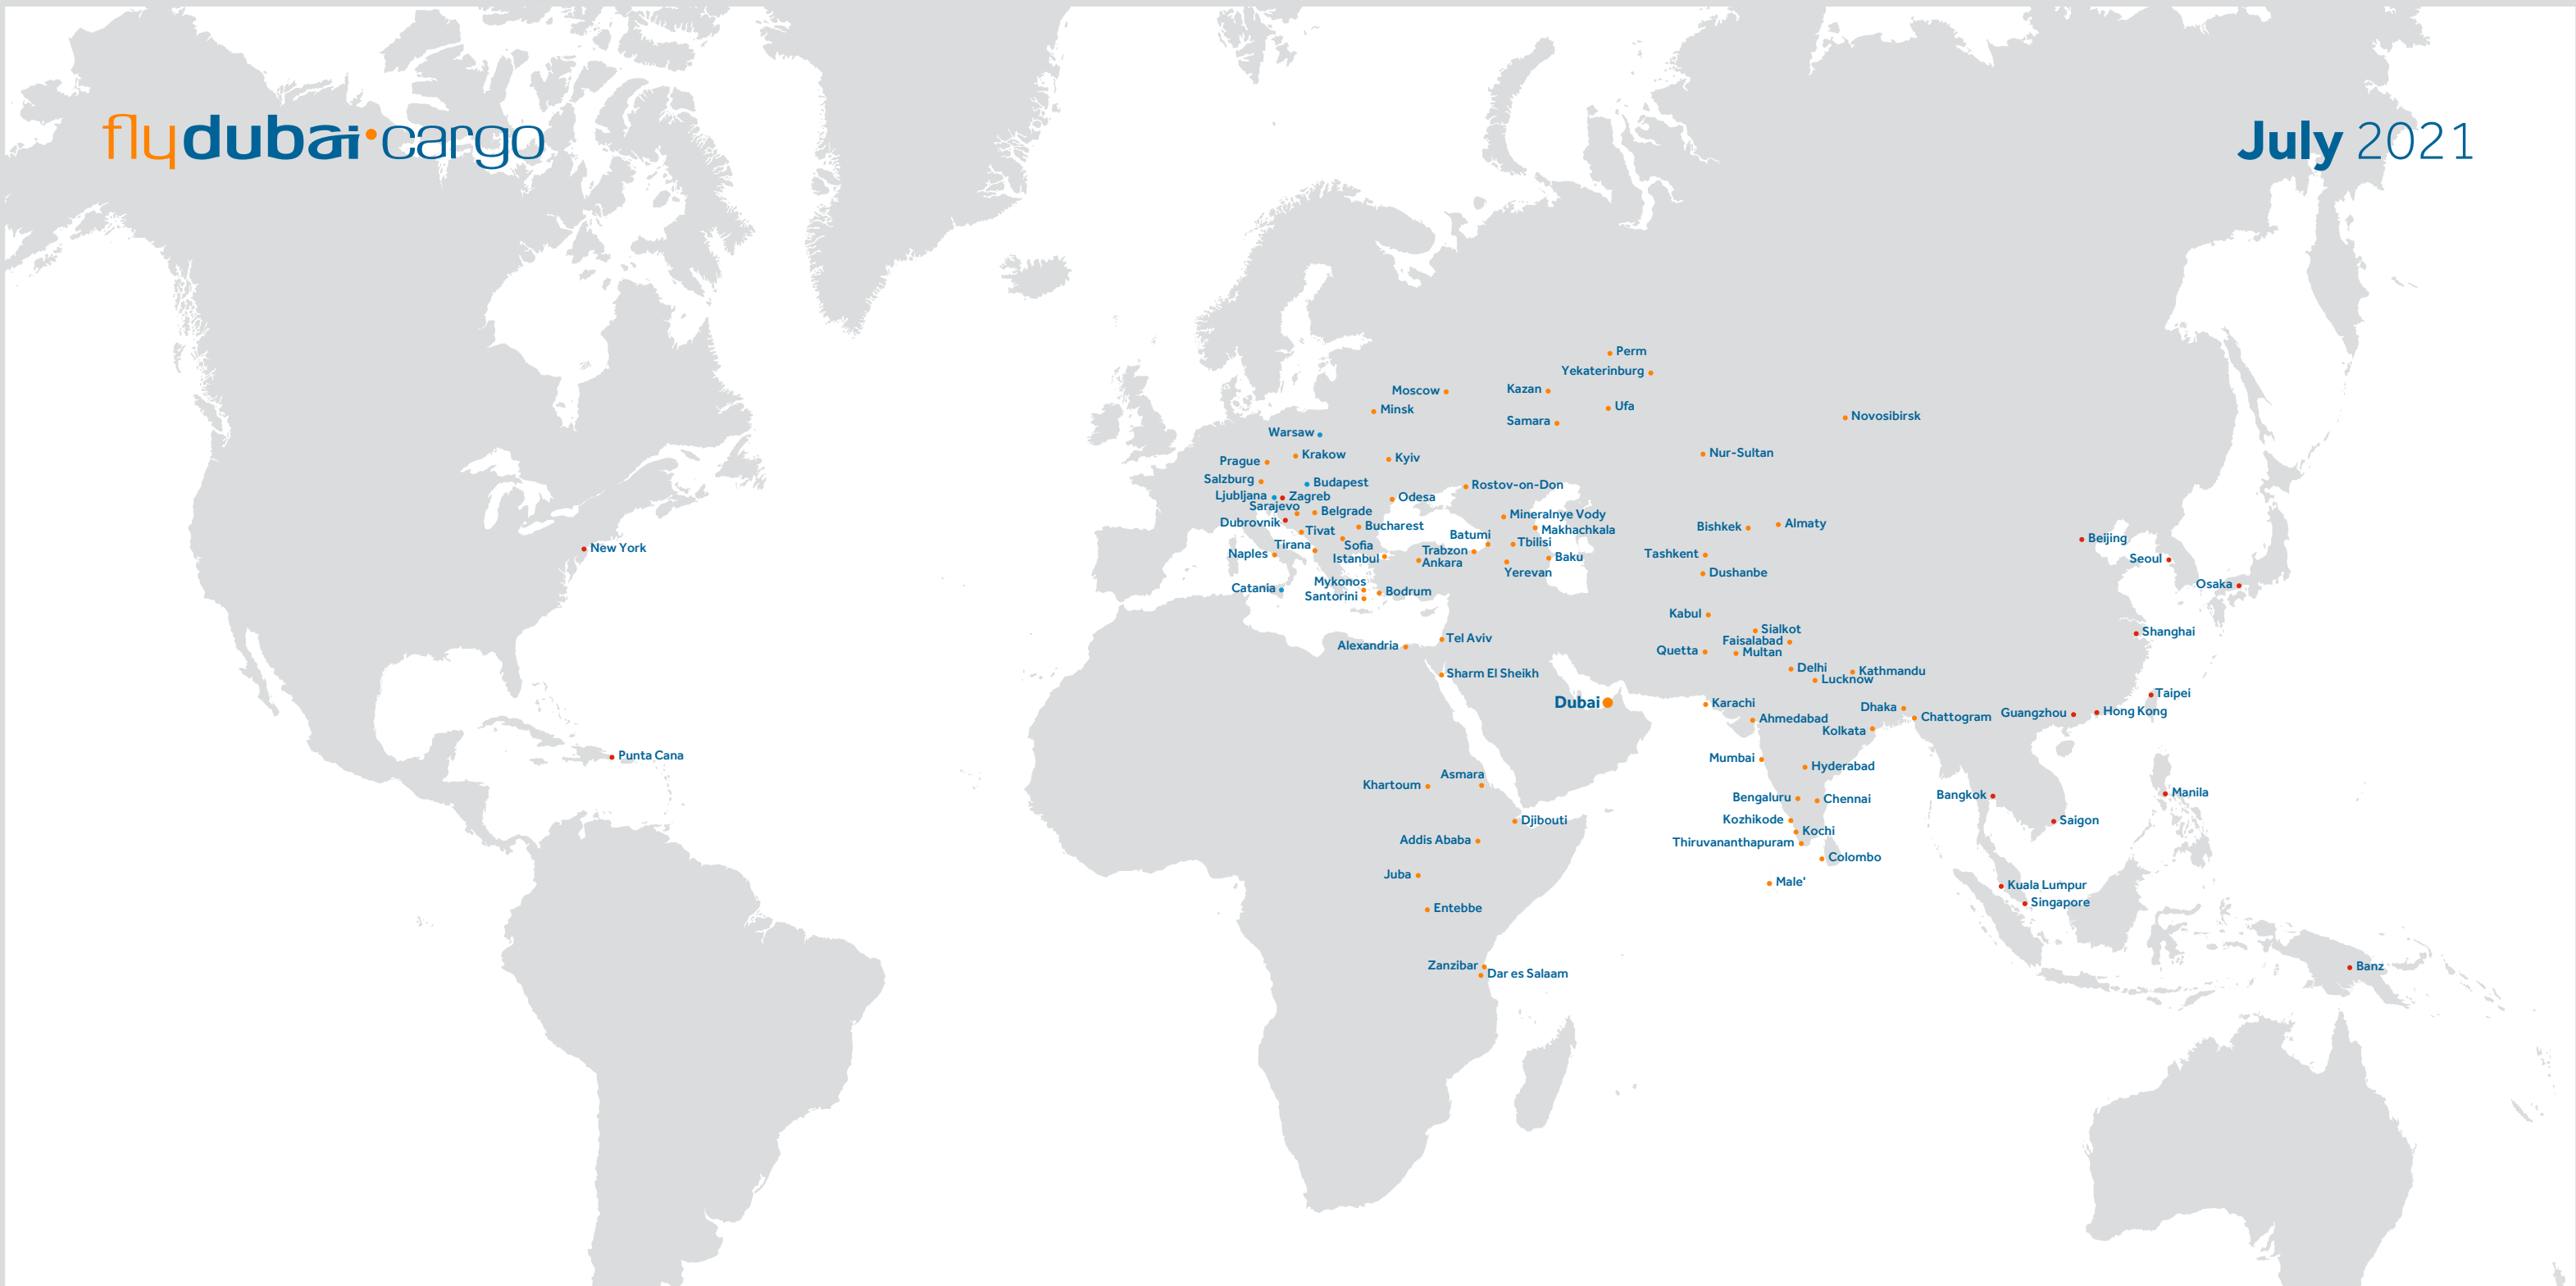 flydubai·cargo
July 2021
Perm
Yekaterinburg
Moscow
Kazan
Minsk
Ufa
Samara
Novosibirsk
Warsaw
Krakow
Prague
Kyiv
Nur-Sultan
Salzburg
Budapest
Rostov-on-Don
Ljubljana
Zagreb
Odesa
Sarajevo
Belgrade
Mineralnye Vody
Dubrovnik
Bucharest
Makhachkala
Bishkek
Almaty
Tivat
Batumi
Tbilisi
Beijing
Tirana
Sofia
Naples
New York
Istanbul
Trabzon
Ankara
Baku
Tashkent
Seoul
Yerevan
Dushanbe
Mykonos
Catania
Santorini
Bodrum
Osaka
Kabul
Sialkot
Shanghai
Alexandria
Tel Aviv
Faisalabad
Quetta
Multan
Delhi
Kathmandu
Sharm El Sheikh
Lucknow
Taipei
Dubai
Karachi
Dhaka
Ahmedabad
Chattogram
Guangzhou
Hong Kong
Kolkata
Punta Cana
Mumbai
Hyderabad
Asmara
Khartoum
Bengaluru
Chennai
Bangkok
Manila
Djibouti
Kozhikode
Saigon
Kochi
Addis Ababa
Thiruvananthapuram
Colombo
Juba
Male'
Kuala Lumpur
Singapore
Entebbe
Zanzibar
Dar es Salaam
Banz